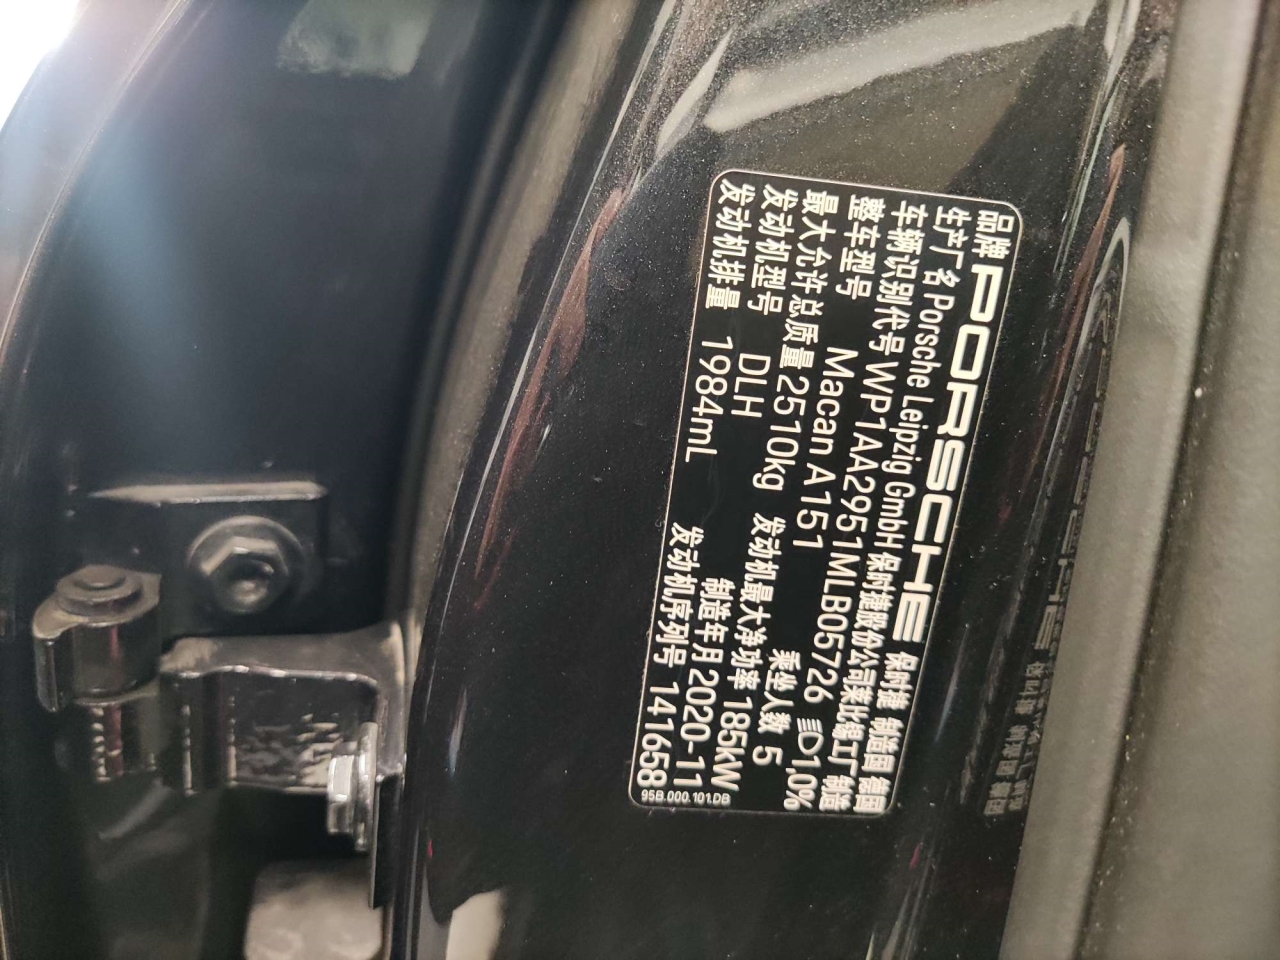 品牌 PORSCHE 保时捷 制造国 德国
生产厂名 Porsche Leipzig GmbH 保时捷股份公司莱比锡工厂 制造
车辆识别代号 WP1AA2951MLB05726 1,0%
整车型号 Macan A151 乘坐人数 5
最大允许总质量 2510kg 发动机最大净功率 185kW
发动机型号 DLH 制造年月 2020-11
发动机排量 1984mL 发动机序列号 141658
95B.000.101.DB